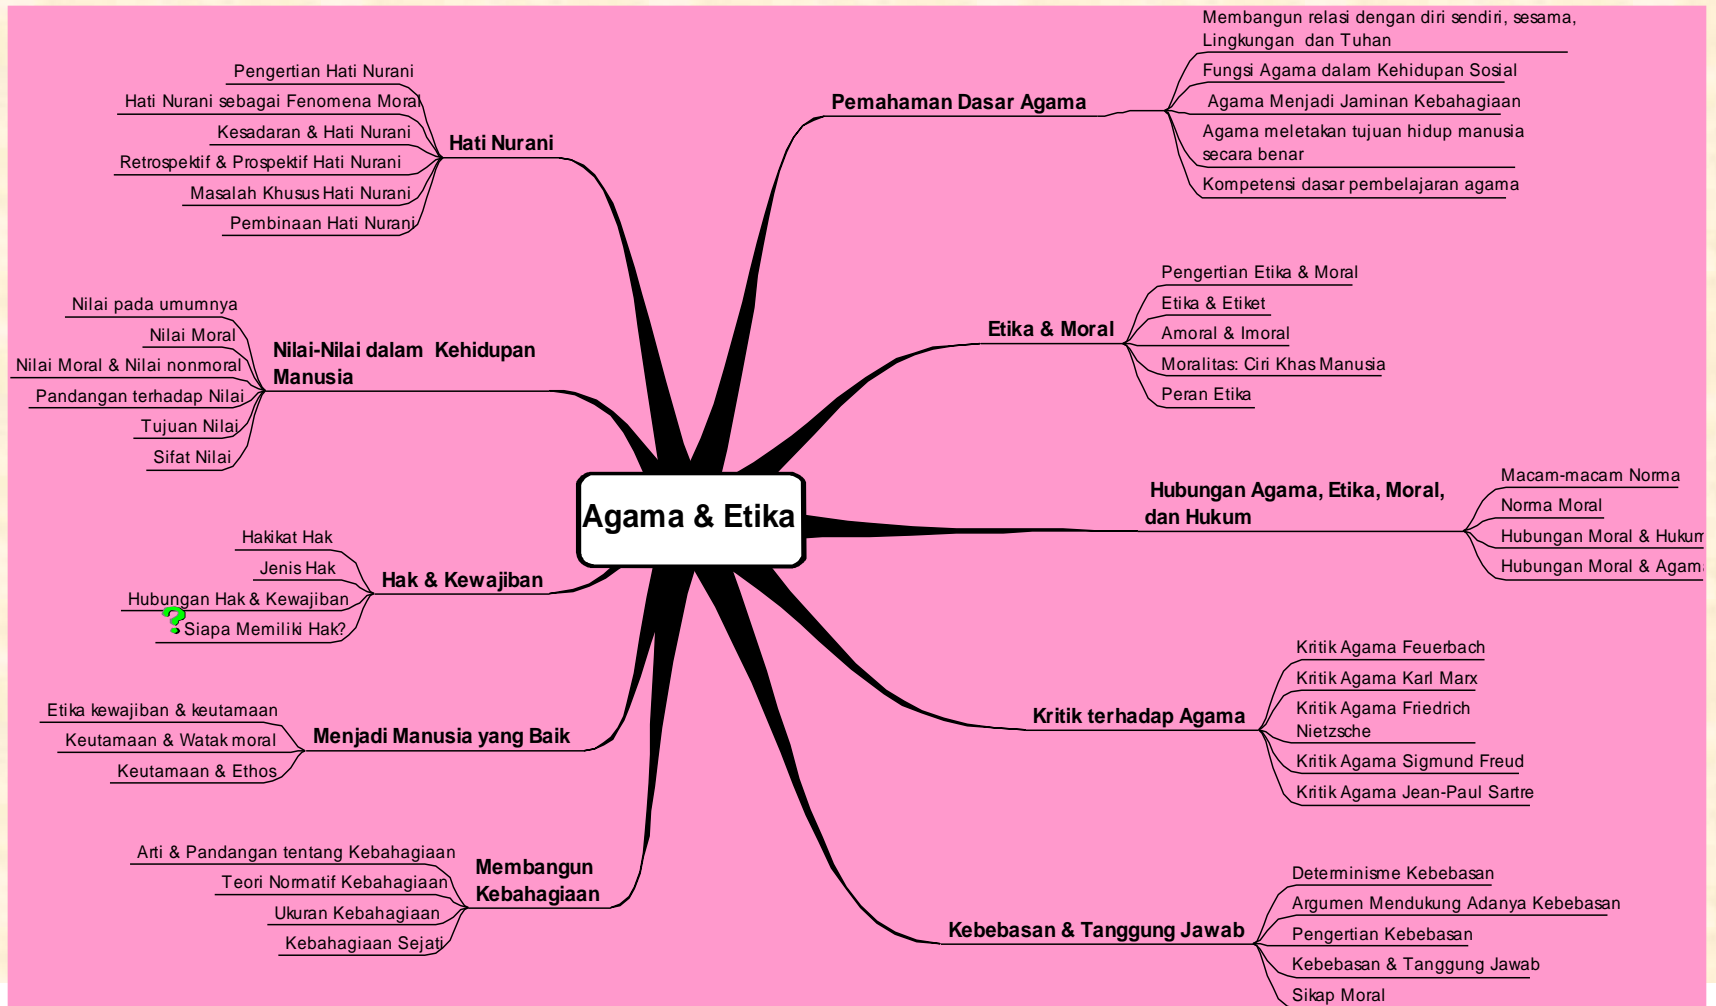 Agama & Etika
Pemahaman Dasar Agama
Membangun relasi dengan diri sendiri, sesama,
Lingkungan dan Tuhan
Fungsi Agama dalam Kehidupan Sosial
Agama Menjadi Jaminan Kebahagiaan
Agama meletakan tujuan hidup manusia
secara benar
Kompetensi dasar pembelajaran agama
Etika & Moral
Pengertian Etika & Moral
Etika & Etiket
Amoral & Imoral
Moralitas: Ciri Khas Manusia
Peran Etika
Hubungan Agama, Etika, Moral,
dan Hukum
Macam-macam Norma
Norma Moral
Hubungan Moral & Hukum
Hubungan Moral & Agam
Kritik terhadap Agama
Kritik Agama Feuerbach
Kritik Agama Karl Marx
Kritik Agama Friedrich
Nietzsche
Kritik Agama Sigmund Freud
Kritik Agama Jean-Paul Sartre
Kebebasan & Tanggung Jawab
Determinisme Kebebasan
Argumen Mendukung Adanya Kebebasan
Pengertian Kebebasan
Kebebasan & Tanggung Jawab
Sikap Moral
Hati Nurani
Pengertian Hati Nurani
Hati Nurani sebagai Fenomena Moral
Kesadaran & Hati Nurani
Retrospektif & Prospektif Hati Nurani
Masalah Khusus Hati Nurani
Pembinaan Hati Nurani
Nilai-Nilai dalam Kehidupan
Manusia
Nilai pada umumnya
Nilai Moral
Nilai Moral & Nilai nonmoral
Pandangan terhadap Nilai
Tujuan Nilai
Sifat Nilai
Hak & Kewajiban
Hakikat Hak
Jenis Hak
Hubungan Hak & Kewajiban
? Siapa Memiliki Hak?
Menjadi Manusia yang Baik
Etika kewajiban & keutamaan
Keutamaan & Watak moral
Keutamaan & Ethos
Membangun
Kebahagiaan
Arti & Pandangan tentang Kebahagiaan
Teori Normatif Kebahagiaan
Ukuran Kebahagiaan
Kebahagiaan Sejati